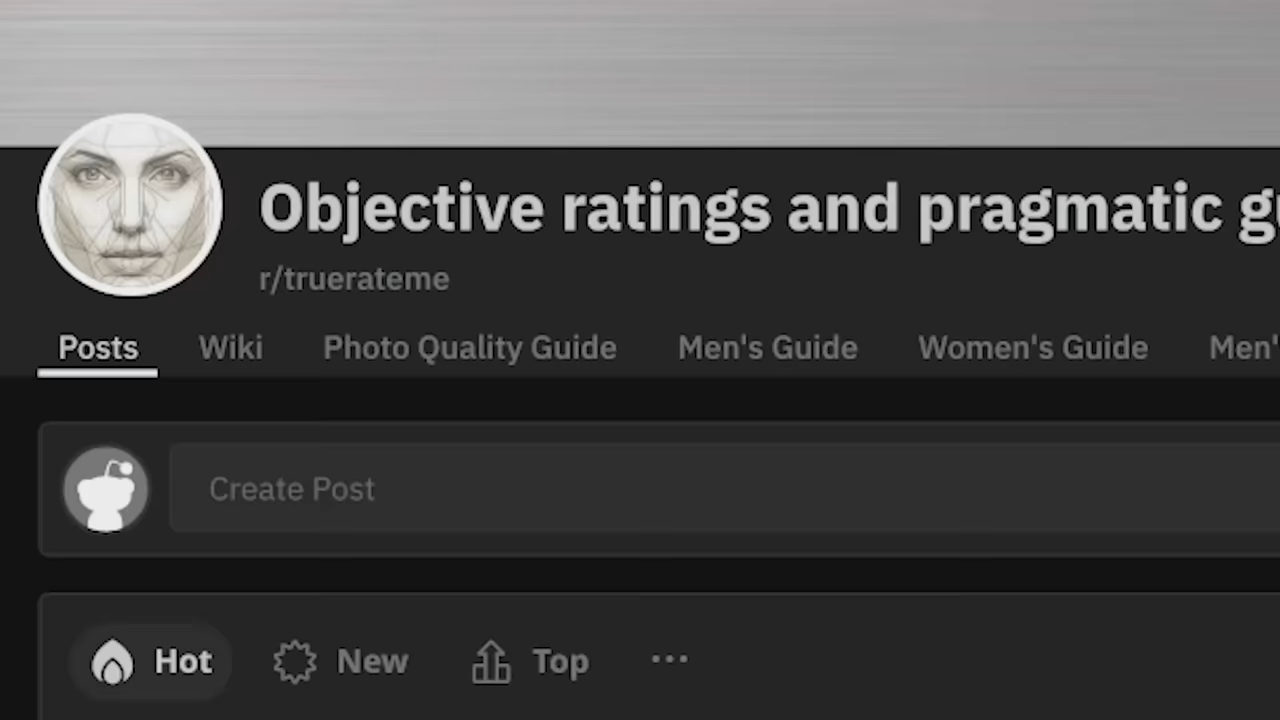 Objective ratings and pragmatic
r/truerateme
Posts Wiki Photo Quality Guide Men's Guide Women's Guide Men'
Create Post
Hot New Top ...